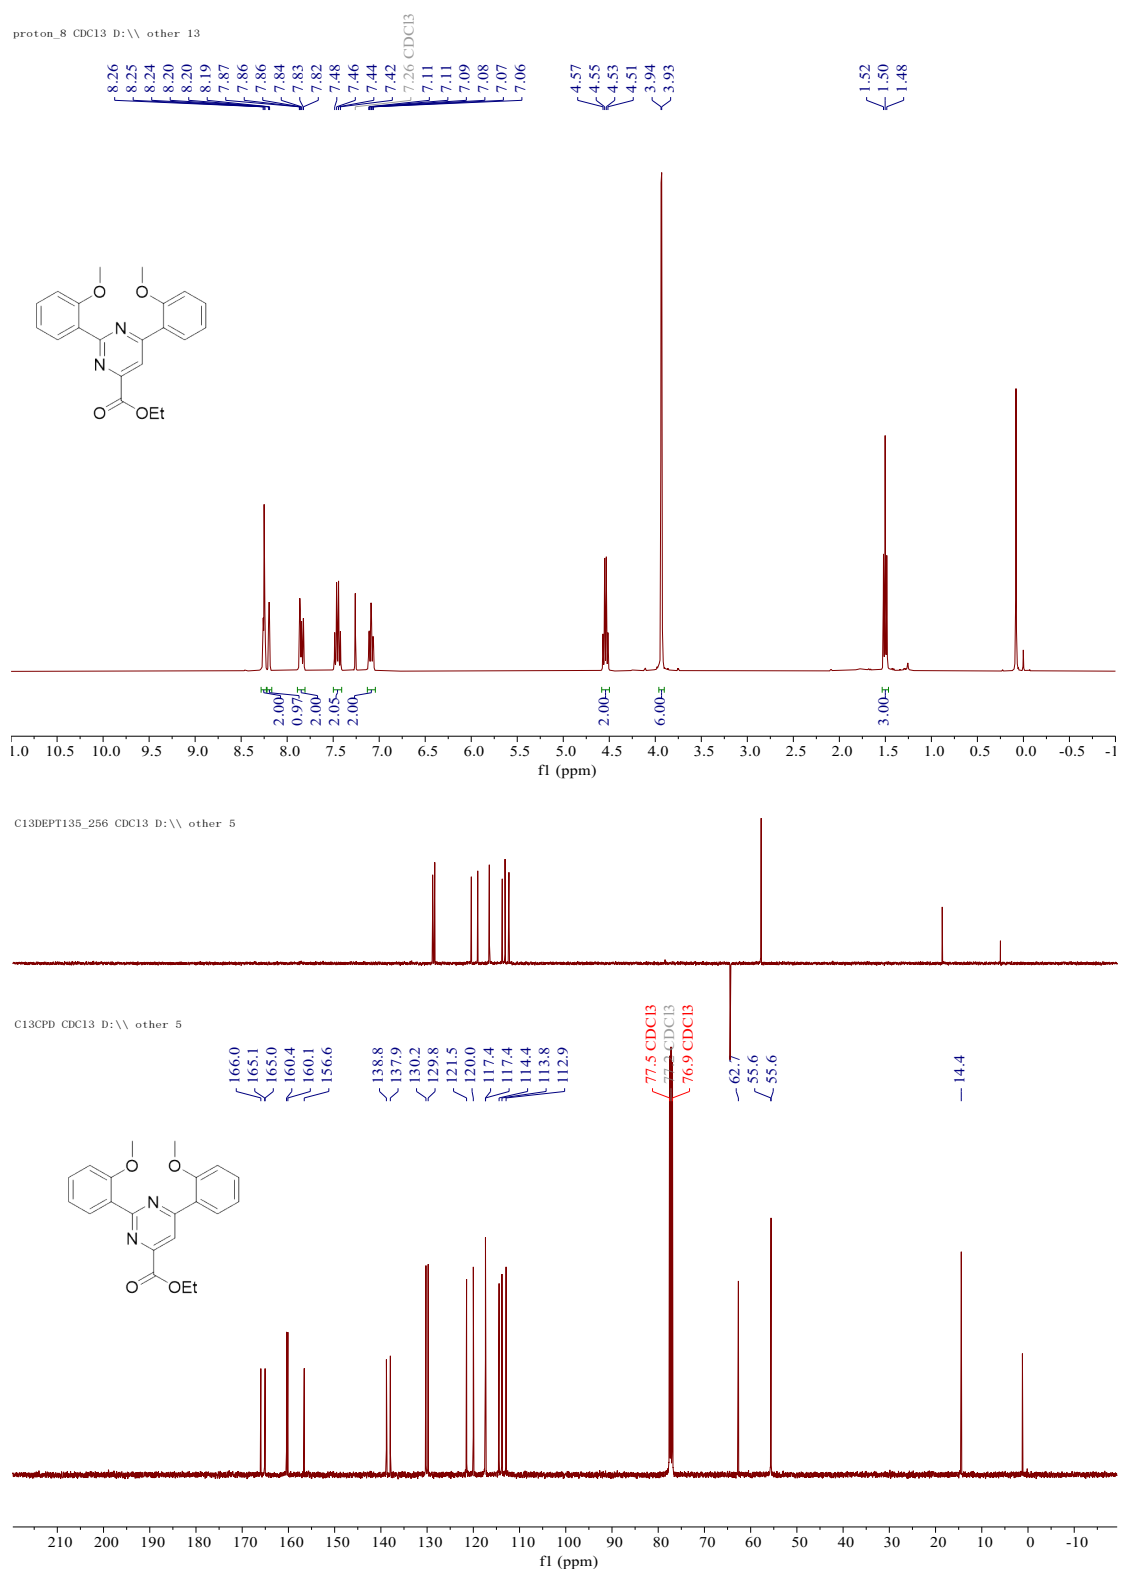 proton_8 CDCl3 D:\\ other 13
8.26 8.25 8.24 8.20 8.20 8.19 7.87 7.86 7.86 7.84 7.83 7.82 7.48 7.46 7.44 7.42 7.26 CDCl3 7.11 7.11 7.09 7.08 7.07 7.06 4.57 4.55 4.53 4.51 3.94 3.93 1.52 1.50 1.48
O O
N
N
O OEt
2.00 0.97 2.00 2.05 2.00 2.00 6.00 3.00
1.0 10.5 10.0 9.5 9.0 8.5 8.0 7.5 7.0 6.5 6.0 5.5 5.0 4.5 4.0 3.5 3.0 2.5 2.0 1.5 1.0 0.5 0.0 -0.5 -1
f1 (ppm)
C13DEPT135_256 CDCl3 D:\\ other 5
C13CPD CDCl3 D:\\ other 5
166.0 165.1 165.0 160.4 160.1 156.6 138.8 137.9 130.2 129.8 121.5 120.0 117.4 117.4 114.4 113.8 112.9 77.5 CDCl3 77.2 CDCl3 76.9 CDCl3 62.7 55.6 55.6 14.4
O O
N
N
O OEt
210 200 190 180 170 160 150 140 130 120 110 100 90 80 70 60 50 40 30 20 10 0 -10
f1 (ppm)